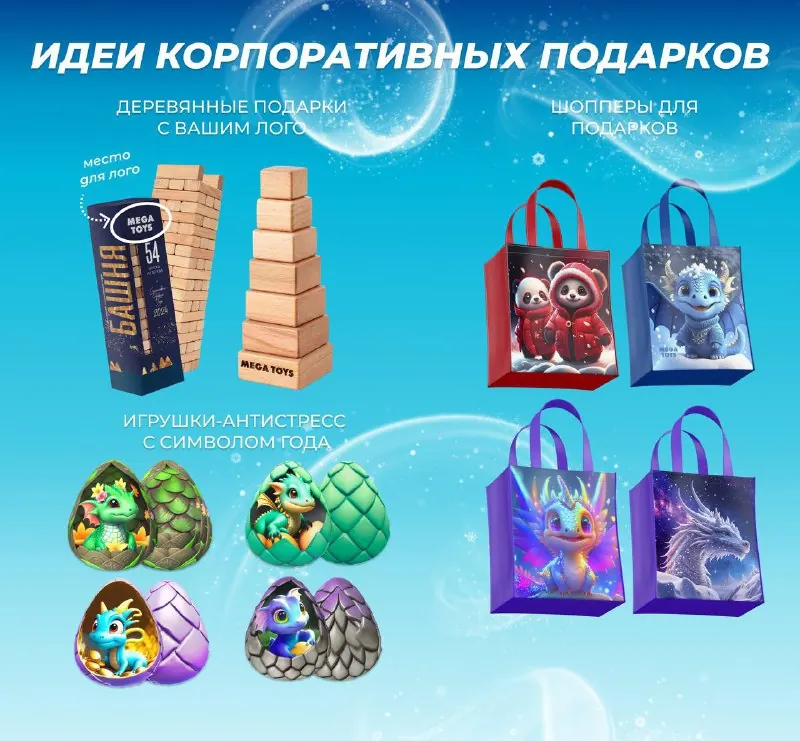 ИДЕИ КОРПОРАТИВНЫХ ПОДАРКОВ
ДЕРЕВЯННЫЕ ПОДАРКИ
С ВАШИМ ЛОГО
место
для лого
MEGA
TOYS
54
БАШНЯ
MEGA TOYS
ИГРУШКИ-АНТИСТРЕСС
С СИМВОЛОМ ГОДА
ШОППЕРЫ ДЛЯ
ПОДАРКОВ
MEGA
TOYS